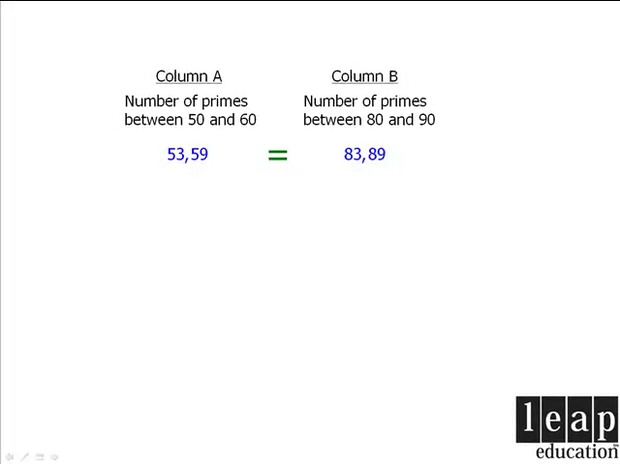 Column A Column B
Number of primes Number of primes
between 50 and 60 between 80 and 90
53,59 = 83,89
leap
education™